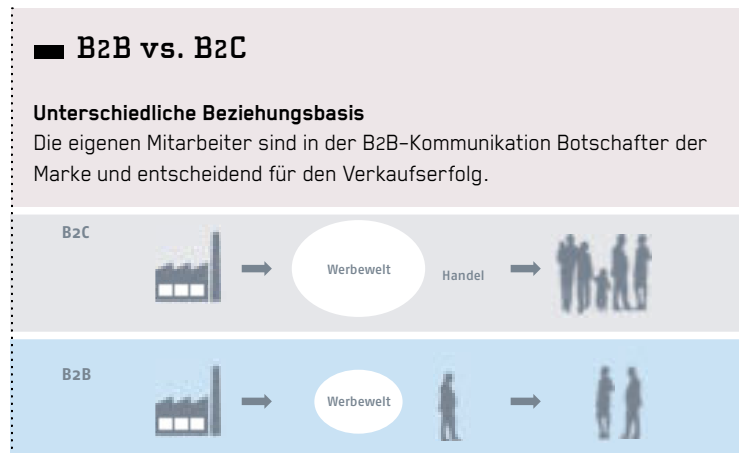 B2B vs. B2C
Unterschiedliche Beziehungsbasis
Die eigenen Mitarbeiter sind in der B2B-Kommunikation Botschafter der
Marke und entscheidend für den Verkaufserfolg.
B2C
Werbewelt
Handel
B2B
Werbewelt